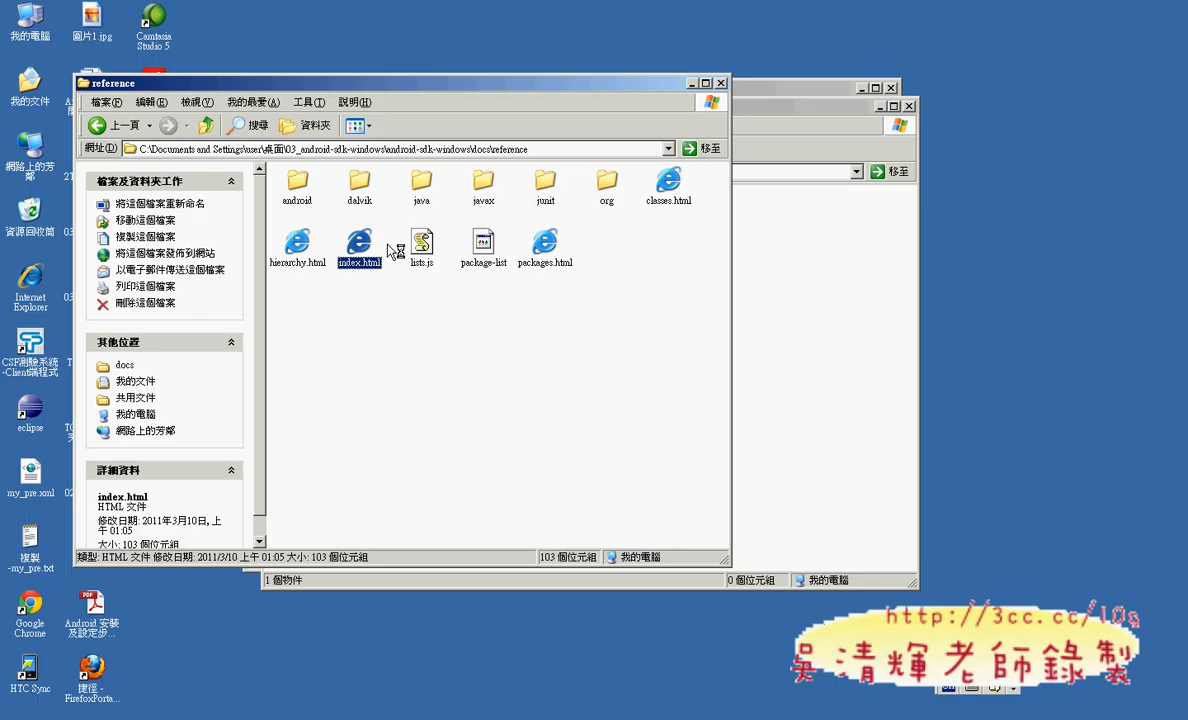 我的電腦
圖片1.jpg
Camtasia
Studio 5
我的文件
網路上的芳
鄰
資源回收筒
Internet
Explorer
CSF測驗系統
-Client端程式
eclipse
my_pre.xml
複製
-my_pre.txt
Google
Chrome
Android 安裝
及設定步...
HTC Sync
捷徑 -
FirefoxPorta...
reference
檔案(F) 編輯(E) 檢視(V) 我的最愛(A) 工具(T) 說明(H)
上一頁 搜尋 資料夾
網址(D) C:\Documents and Settings\user\桌面\03_android-sdk-windows\android-sdk-windows\docs\reference 移至
移至
檔案及資料夾工作
將這個檔案重新命名
移動這個檔案
複製這個檔案
將這個檔案發佈到網站
以電子郵件傳送這個檔案
列印這個檔案
刪除這個檔案
其他位置
docs
我的文件
共用文件
我的電腦
網路上的芳鄰
詳細資料
index.html
HTML 文件
修改日期: 2011年3月10日, 上
午 01:05
大小: 103 個位元組
android dalvik java javax junit org classes.html
hierarchy.html index.html lists.js package-list packages.html
類型: HTML 文件 修改日期: 2011/3/10 上午 01:05 大小: 103 個位元組 103 個位元組 我的電腦
1 個物件 0 個位元組 我的電腦
http://3cc.cc/10g
吳清輝老師錄製